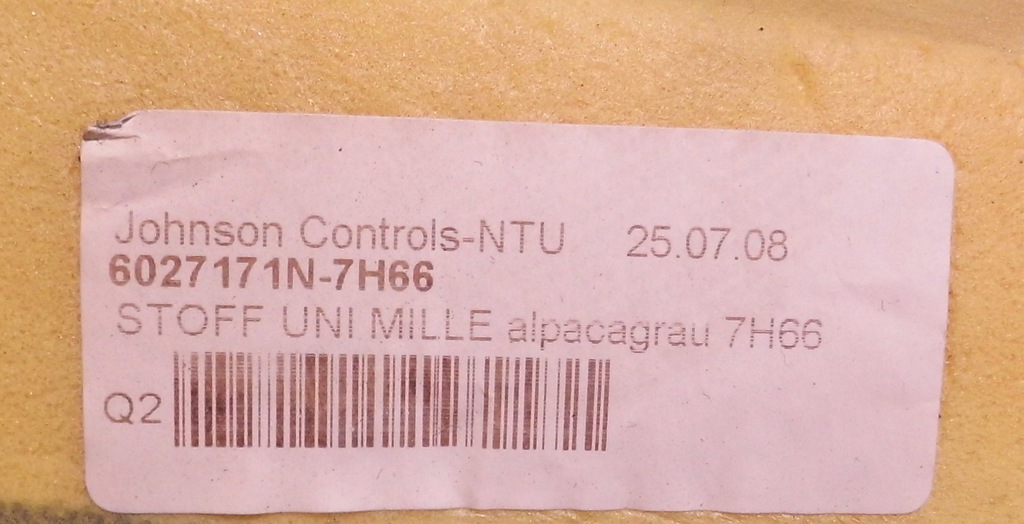 Johnson Controls-NTU 25.07.08
6027171N-7H66
STOFF UNI MILLE alpacagrau 7H66
Q2